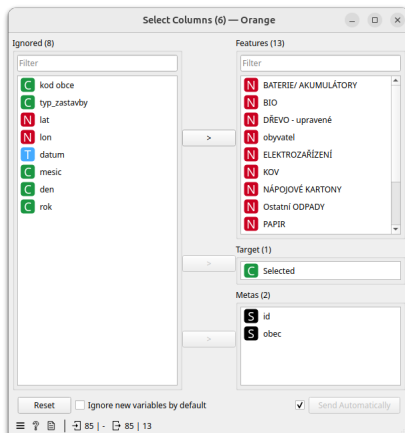 Select Columns (6) — Orange
Ignored (8)
Filter
C kod obce
C typ_zastavby
N lat
N lon
T datum
C mesic
C den
C rok
>
>
>
Features (13)
Filter
N BATERIE/ AKUMULÁTORY
N BIO
N DŘEVO - upravené
N obyvatel
N ELEKTROZAŘÍZENÍ
N KOV
N NÁPOJOVÉ KARTONY
N Ostatní ODPADY
N PAPIR
Target (1)
C Selected
Metas (2)
S id
S obec
Reset
Ignore new variables by default
Send Automatically
? 85 | - 85 | 13